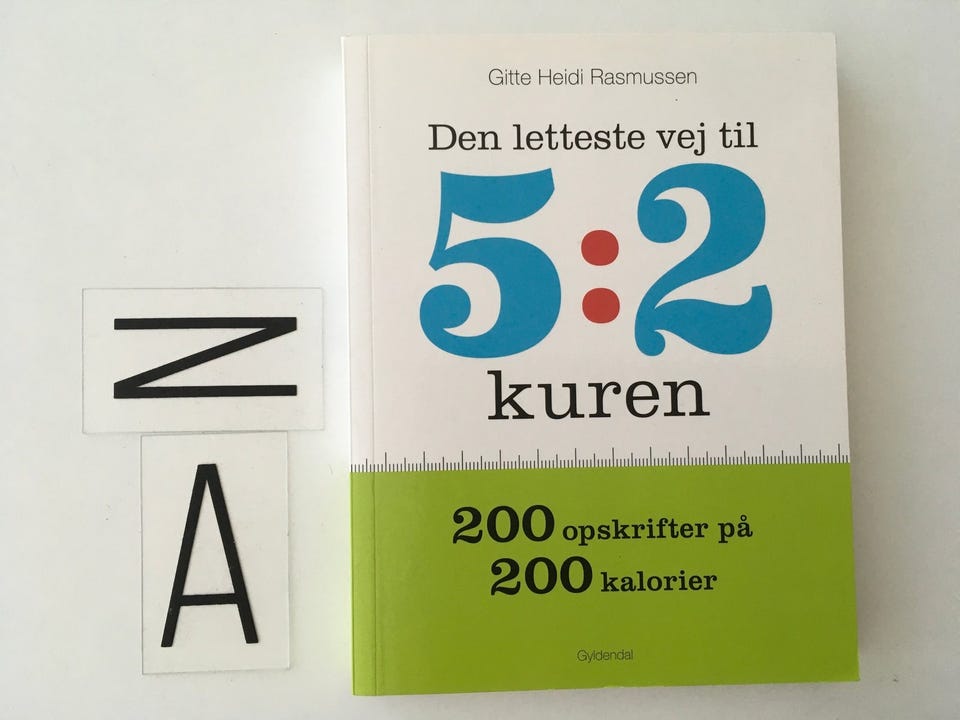 Z
A
Gitte Heidi Rasmussen
Den letteste vej til
5:2
kuren
200 opskrifter på
200 kalorier
Gyldendal